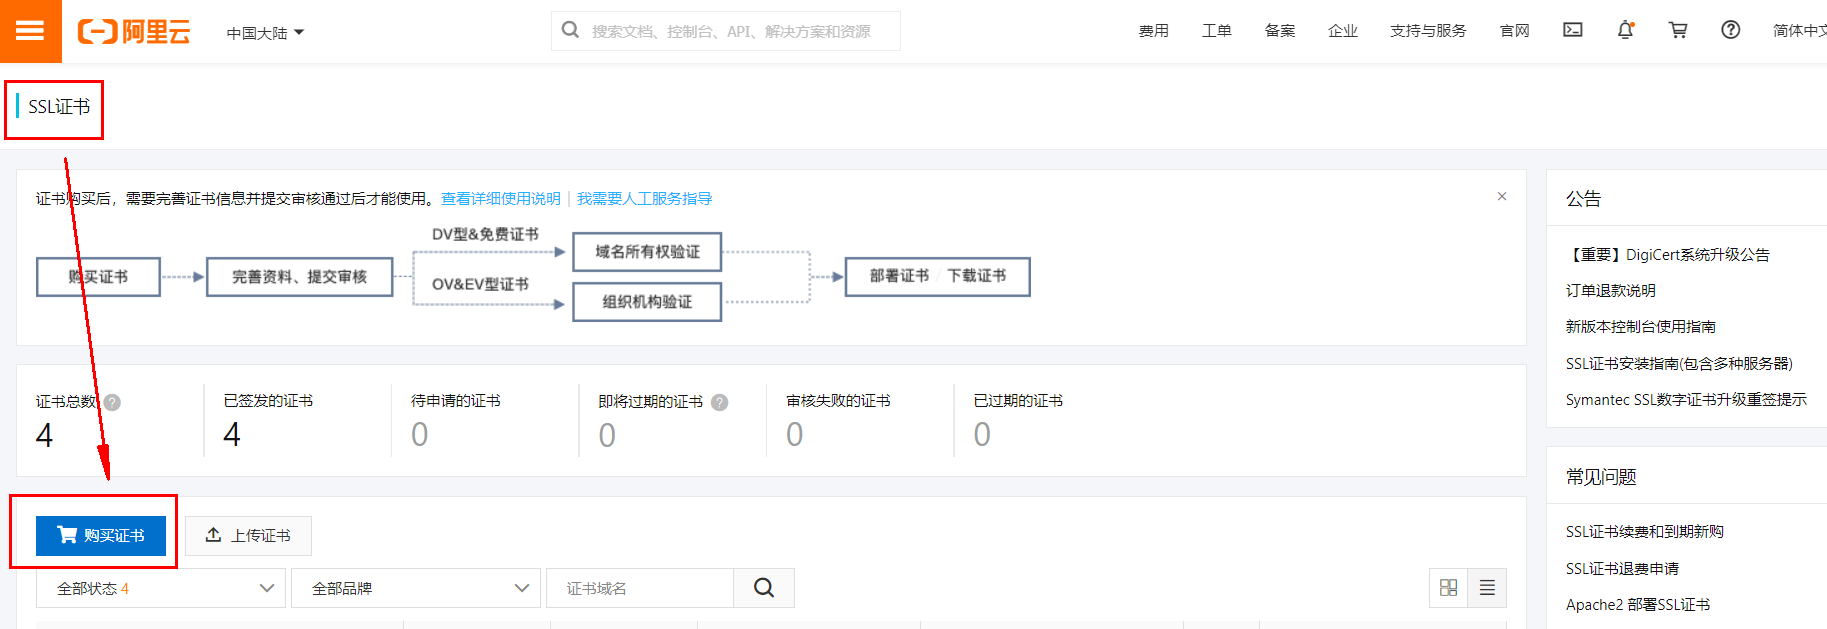 阿里云
中国大陆
搜索文档、控制台、API、解决方案和资源
费用
工单
备案
企业
支持与服务
官网
简体中文
SSL证书
证书购买后，需要完善证书信息并提交审核通过后才能使用。查看详细使用说明 | 我需要人工服务指导
购买证书
完善资料、提交审核
DV型&免费证书
OV&EV型证书
域名所有权验证
组织机构验证
部署证书 / 下载证书
公告
【重要】DigiCert系统升级公告
订单退款说明
新版本控制台使用指南
SSL证书安装指南(包含多种服务器)
Symantec SSL数字证书升级重签提示
证书总数
4
已签发的证书
4
待申请的证书
0
即将过期的证书
0
审核失败的证书
0
已过期的证书
0
购买证书
上传证书
全部状态 4
全部品牌
证书域名
常见问题
SSL证书续费和到期新购
SSL证书退费申请
Apache2 部署SSL证书